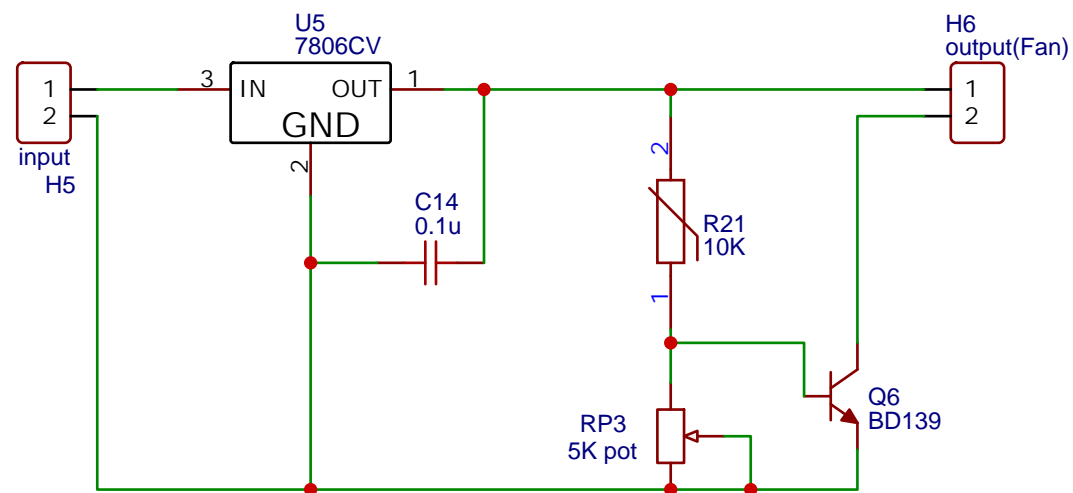 U5
7806CV
H6
output(Fan)
1
2
input
H5
3
IN
OUT
1
GND
2
1
2
C14
0.1u
2
R21
10K
1
RP3
5K pot
Q6
BD139